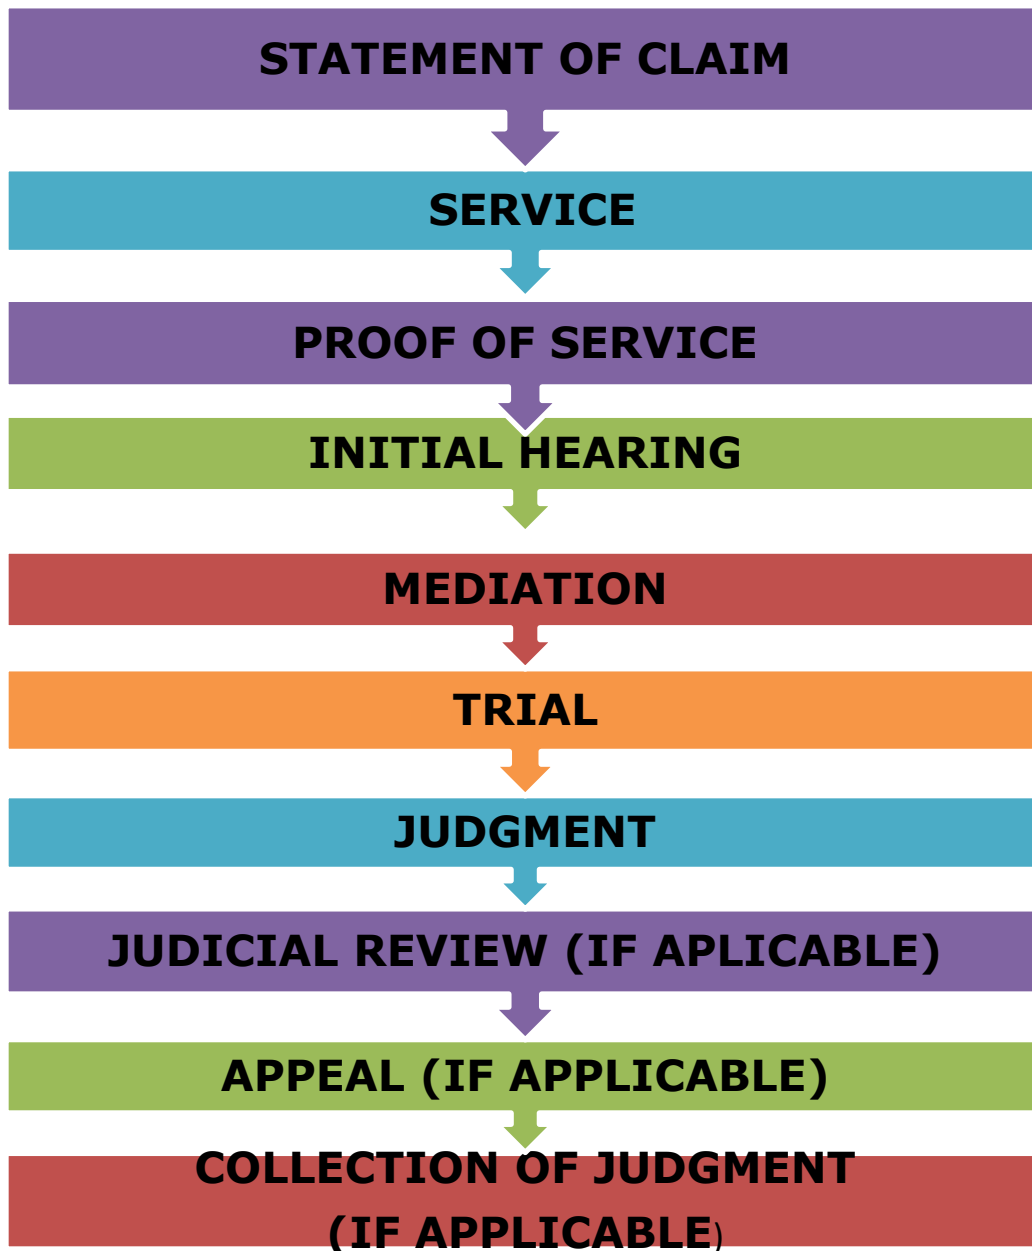 STATEMENT OF CLAIM
SERVICE
PROOF OF SERVICE
INITIAL HEARING
MEDIATION
TRIAL
JUDGMENT
JUDICIAL REVIEW (IF APLICABLE)
APPEAL (IF APPLICABLE)
COLLECTION OF JUDGMENT
(IF APPLICABLE)